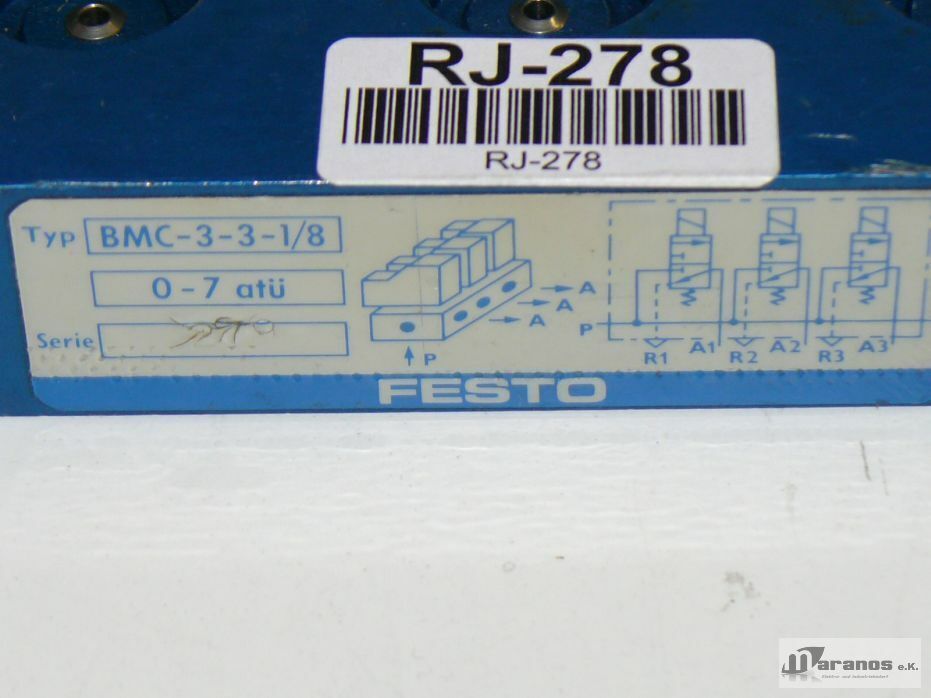 RJ-278
RJ-278
Typ BMC-3-3-1/8
0-7 atü
Serie
A
A
A
P
P
R1 A1 R2 A2 R3 A3
FESTO
maranos e.K.